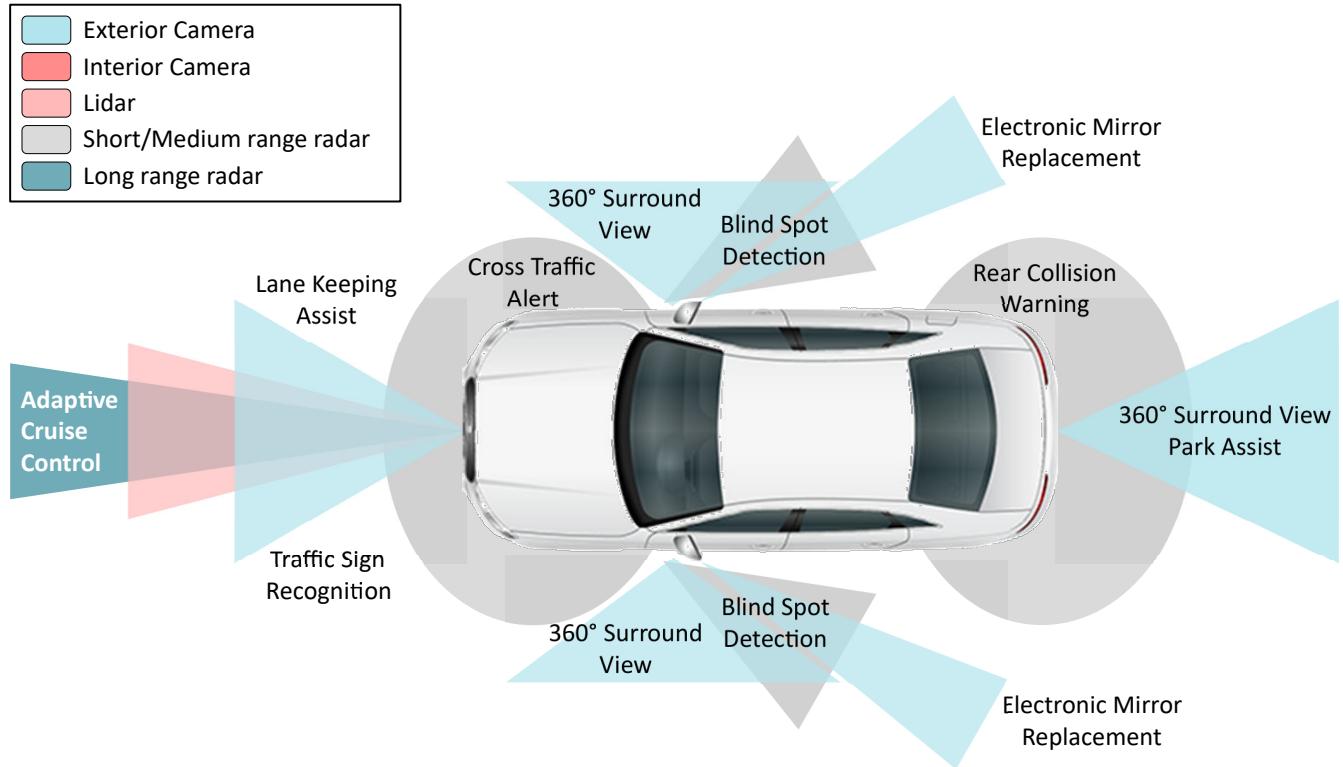 Exterior Camera
Interior Camera
Lidar
Short/Medium range radar
Long range radar
Electronic Mirror
Replacement
360° Surround
View
Blind Spot
Detection
Cross Traffic
Alert
Rear Collision
Warning
Lane Keeping
Assist
Adaptive
Cruise
Control
360° Surround View
Park Assist
Traffic Sign
Recognition
Blind Spot
Detection
360° Surround
View
Electronic Mirror
Replacement